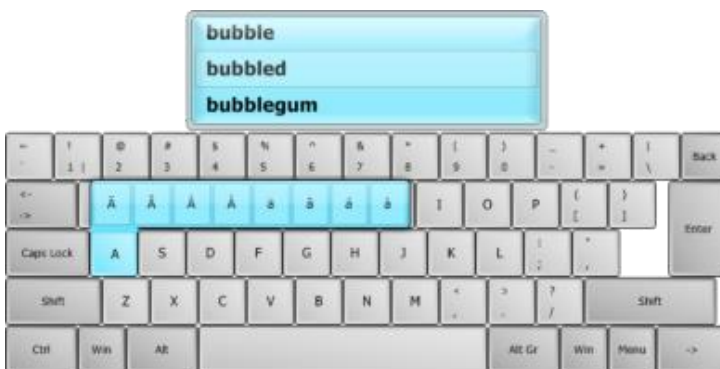 bubble
bubbled
bubblegum
~ ! @ # $ % ^ & * ( ) _ + | Back
` 1 | 2 3 4 5 6 7 8 9 0 - = \
<- I O P { }
-> [ ]
Caps Lock A S D F G H J K L : " Enter
; '
Shift Z X C V B N M < > ? Shift
, . /
Ctrl Win Alt Alt Gr Win Menu ->